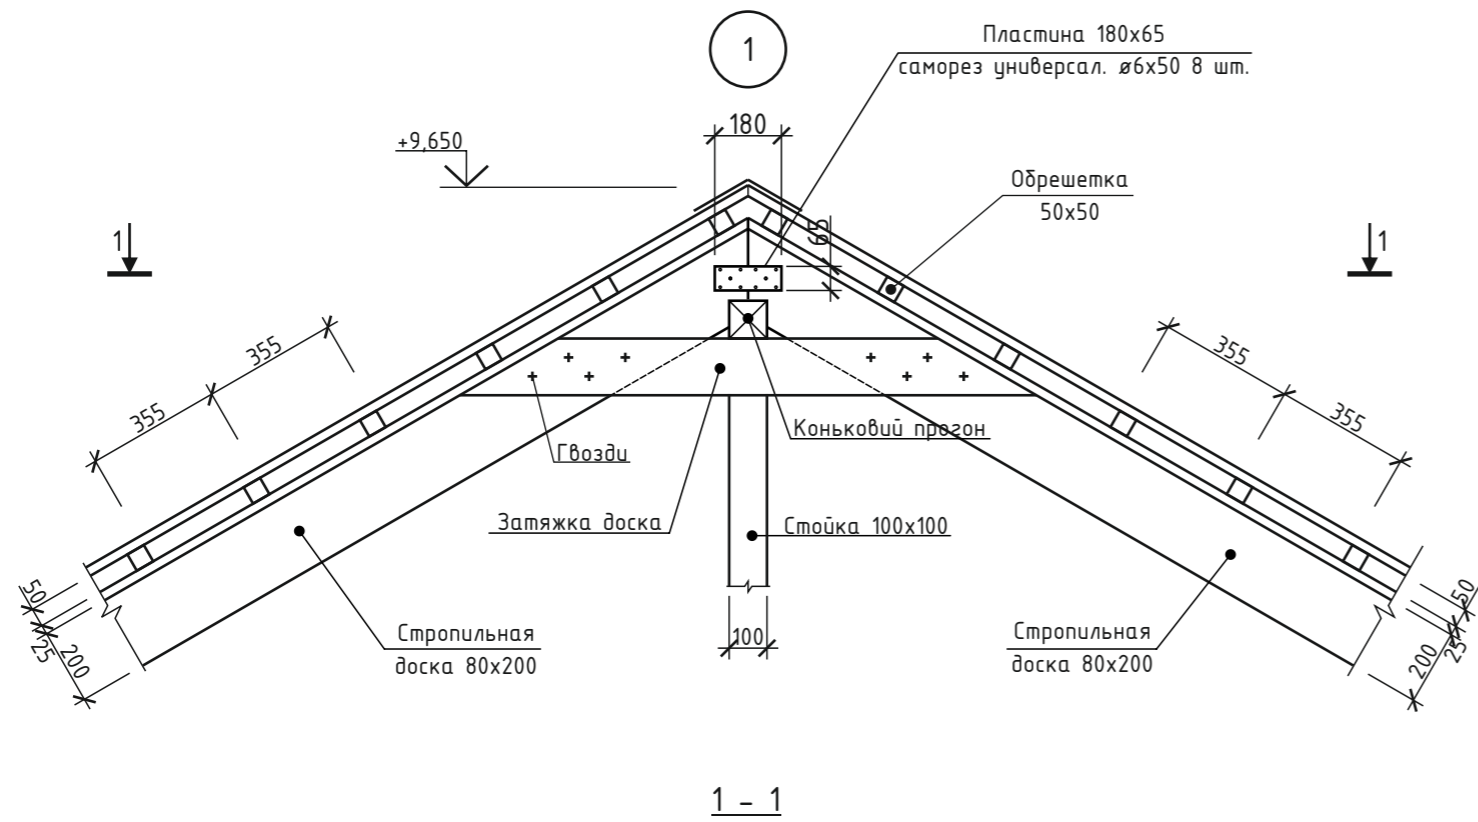 1
Пластина 180х65
саморез универсал. ø6х50 8 шт.
180
+9,650
Обрешетка
50х50
65
1
1
355
355
355
355
Коньковий прогон
Гвозди
Затяжка доска
Стойка 100х100
50
25
200
100
Стропильная
доска 80х200
Стропильная
доска 80х200
50
25
200
1 - 1